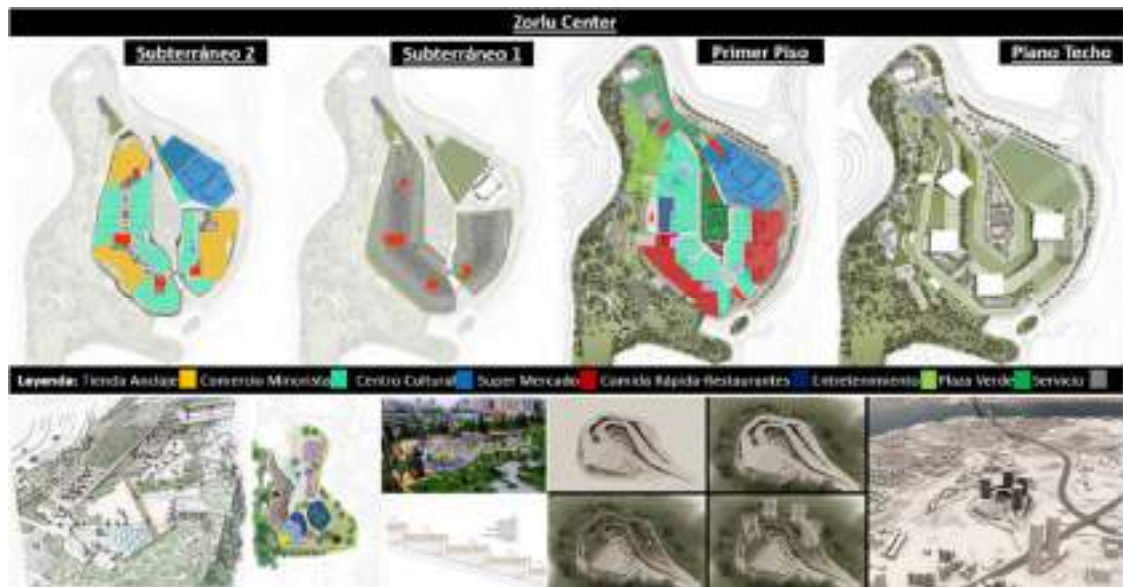 Zorlu Center
Subterráneo 2
Subterráneo 1
Primer Piso
Plano Techo
Leyenda: Tienda Anclaje Comercio Minorista Centro Cultural Super Mercado Comida Rápida-Restaurantes Entretenimiento Plaza Verde Servicio